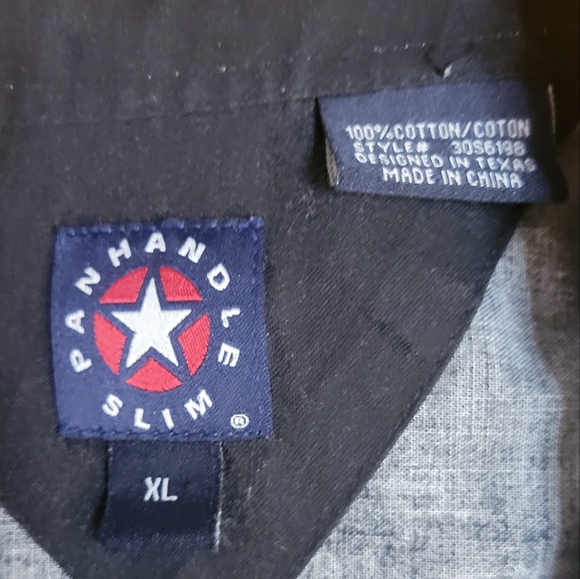 100% COTTON/COTON
STYLE# 30S6198
DESIGNED IN TEXAS
MADE IN CHINA
PANHANDLE
SLIM
®
XL